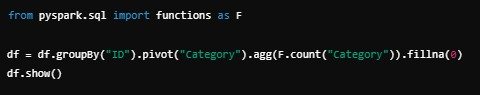 from pyspark.sql import functions as F
df = df.groupBy("ID").pivot("Category").agg(F.count("Category")).fillna(0)
df.show()